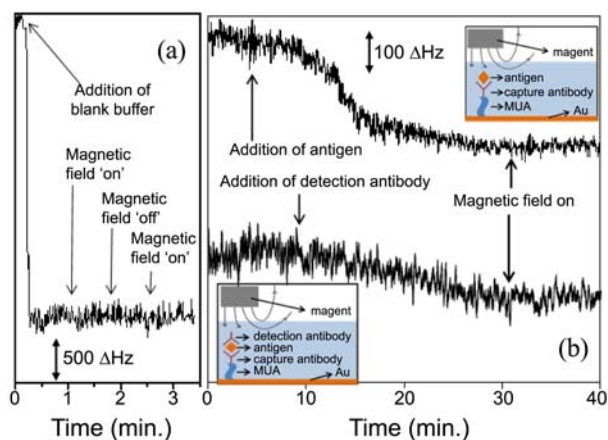 (a)
Addition of
blank buffer
Magnetic
field 'on'
Magnetic
field 'off'
Magnetic
field 'on'
500 ΔHz
0 1 2 3
Time (min.)
100 ΔHz
magent
antigen
capture antibody
MUA
Au
Addition of antigen
Addition of detection antibody
Magnetic field on
magent
detection antibody
antigen
capture antibody
MUA
Au
(b)
0 10 20 30 40
Time (min.)